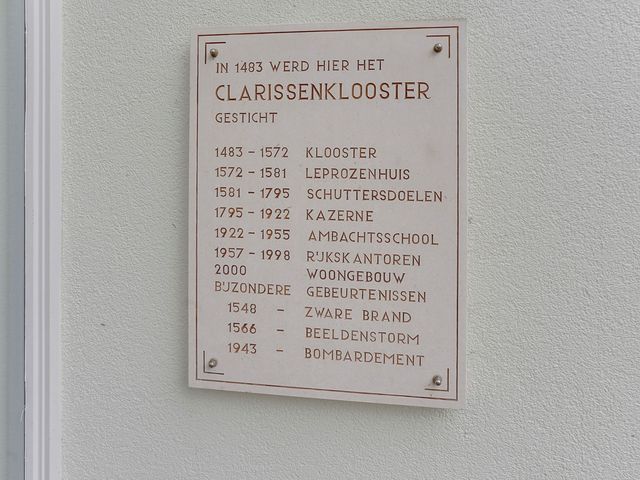 IN 1483 WERD HIER HET
CLARISSENKLOOSTER
GESTICHT
1483 - 1572 KLOOSTER
1572 - 1581 LEPROZENHUIS
1581 - 1795 SCHUTTERSDOELEN
1795 - 1922 KAZERNE
1922 - 1955 AMBACHTSSCHOOL
1957 - 1998 RIJKSKANTOREN
2000 WOONGEBOUW
BIJZONDERE GEBEURTENISSEN
1548 - ZWARE BRAND
1566 - BEELDENSTORM
1943 - BOMBARDEMENT